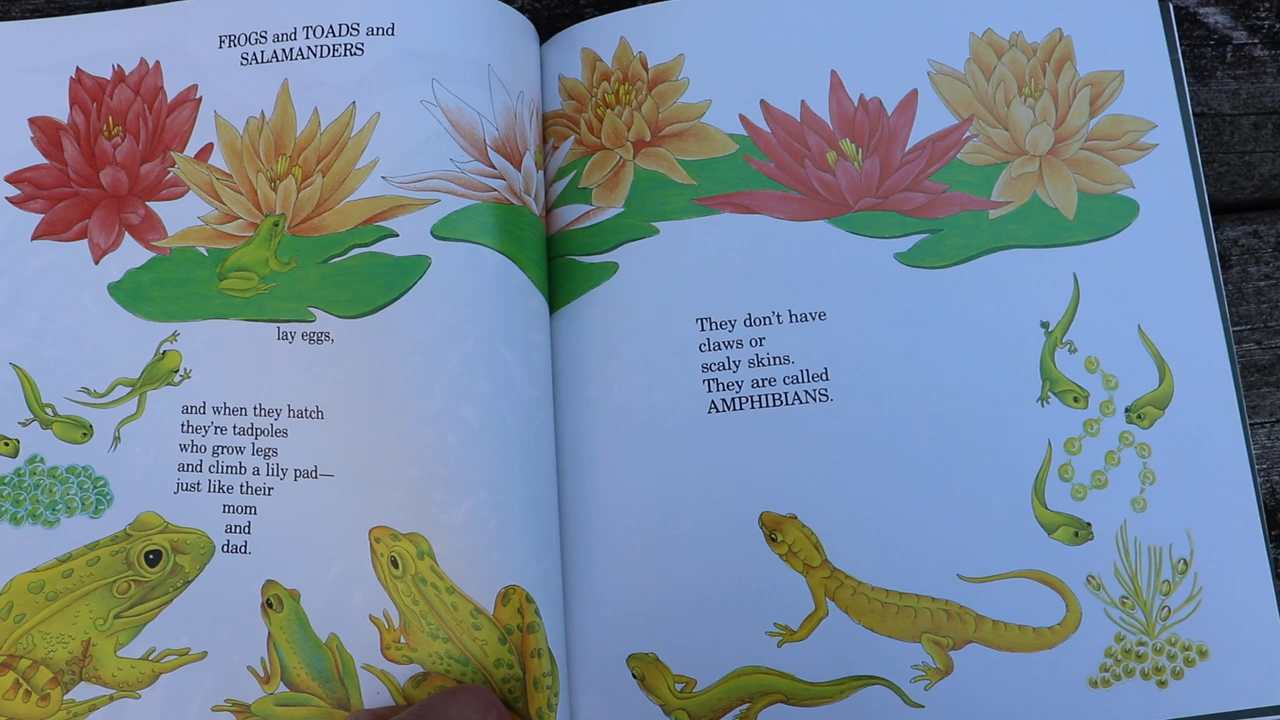 FROGS and TOADS and
SALAMANDERS
lay eggs,
and when they hatch
they're tadpoles
who grow legs
and climb a lily pad—
just like their
mom
and
dad.
They don't have
claws or
scaly skins.
They are called
AMPHIBIANS.